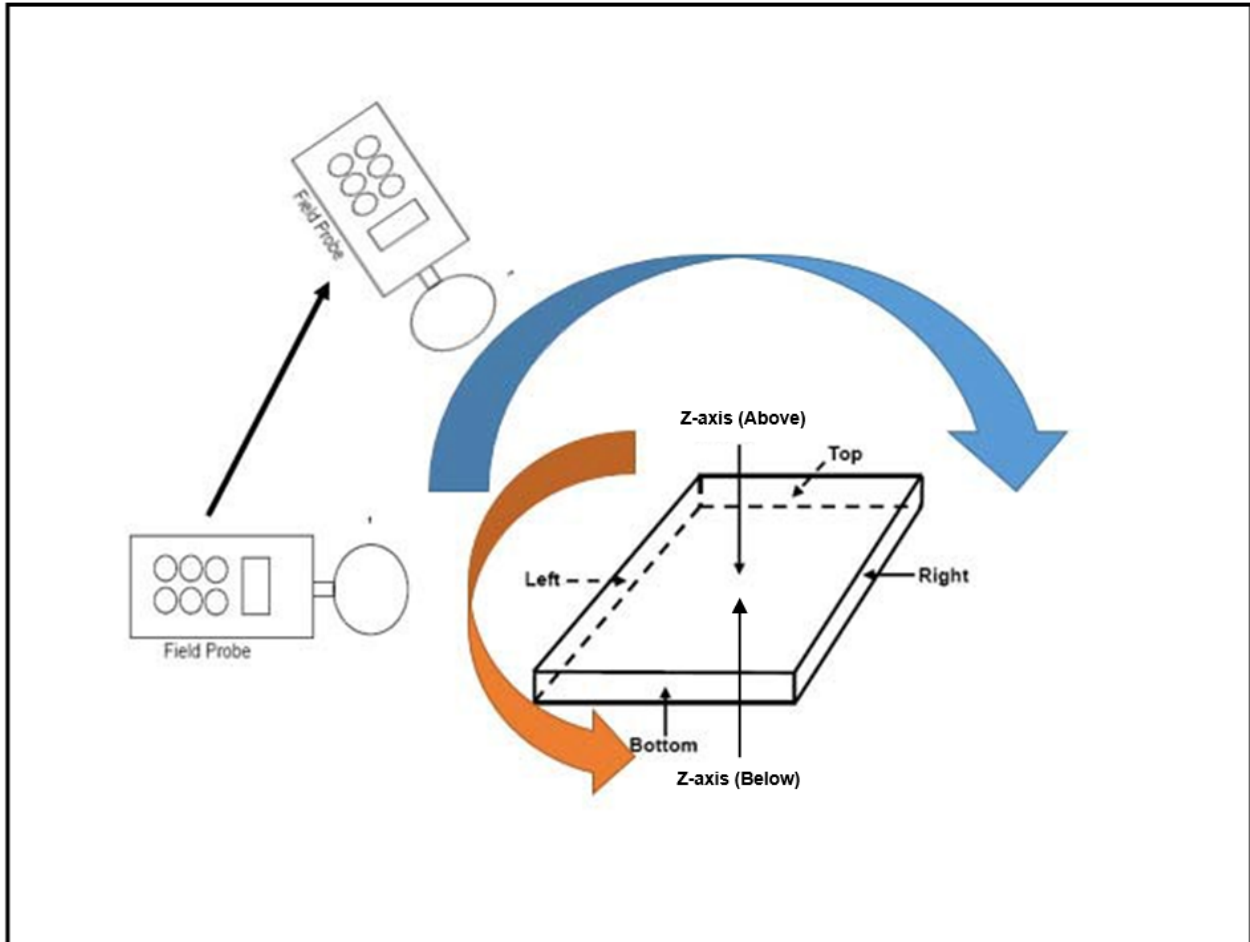 Field Probe
Z-axis (Above)
Top
Left
Right
Field Probe
Bottom
Z-axis (Below)